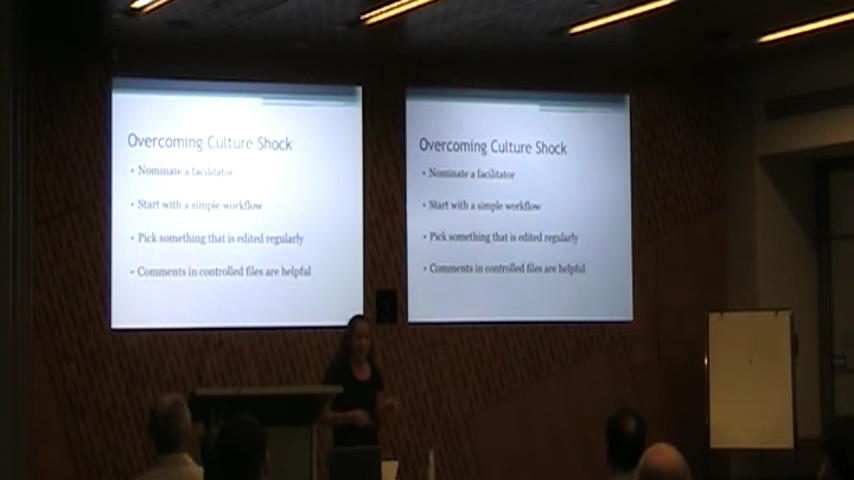 Overcoming Culture Shock
• Nominate a facilitator
• Start with a simple workflow
• Pick something that is edited regularly
• Comments in controlled files are helpful
Overcoming Culture Shock
• Nominate a facilitator
• Start with a simple workflow
• Pick something that is edited regularly
• Comments in controlled files are helpful